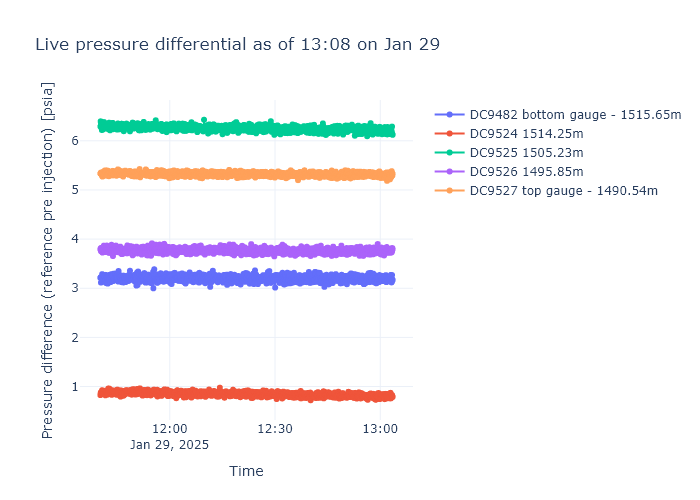 Live pressure differential as of 13:08 on Jan 29
Pressure difference (reference pre injection) [psia]
6
5
4
3
2
1
12:00
Jan 29, 2025
12:30
13:00
Time
DC9482 bottom gauge - 1515.65m
DC9524 1514.25m
DC9525 1505.23m
DC9526 1495.85m
DC9527 top gauge - 1490.54m